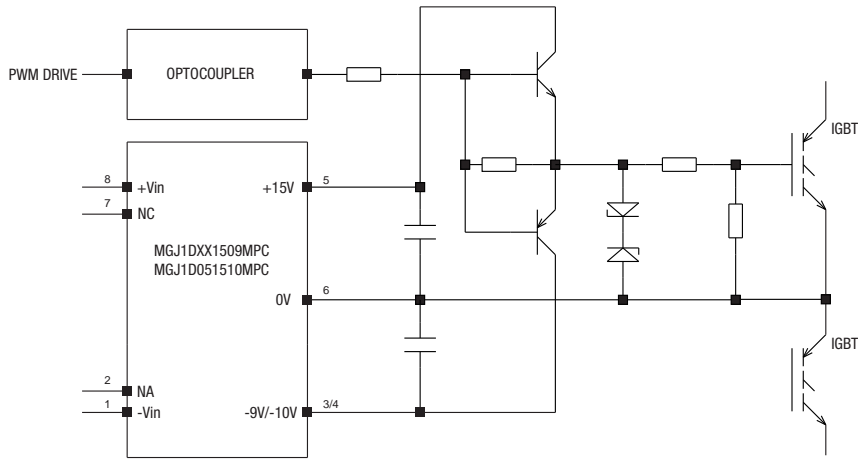 PWM DRIVE
OPTOCOUPLER
IGBT
8
+Vin
+15V
5
7
NC
MGJ1DXX1509MPC
MGJ1D051510MPC
0V
6
IGBT
2
NA
1
-Vin
-9V/-10V
3/4